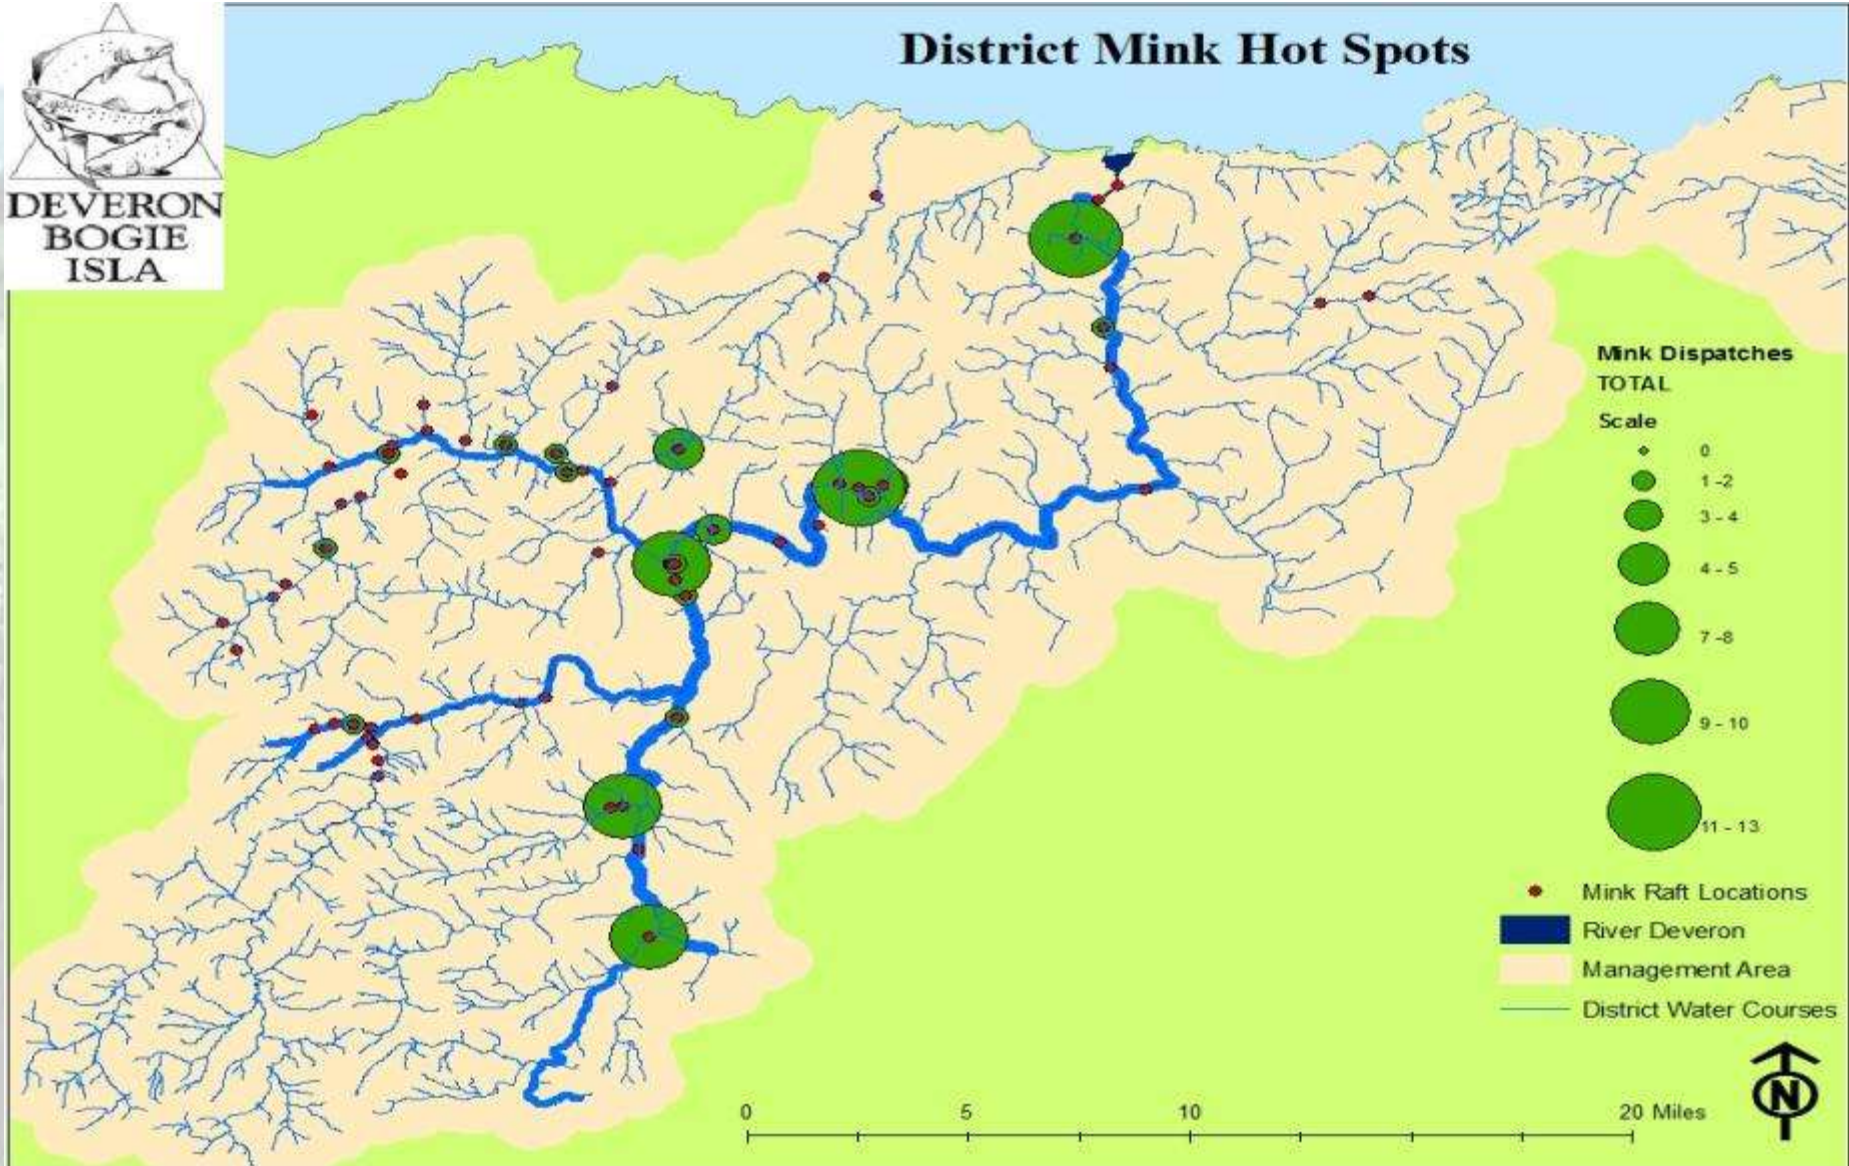 District Mink Hot Spots
DEVERON
BOGIE
ISLA
Mink Dispatches
TOTAL
Scale
0
1 -2
3 - 4
4 - 5
7 -8
9 - 10
11 - 13
Mink Raft Locations
River Deveron
Management Area
District Water Courses
0 5 10 20 Miles
N